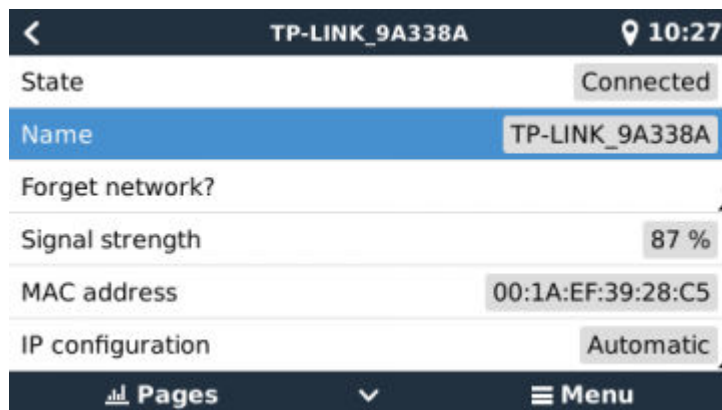 TP-LINK_9A338A 10:27
State Connected
Name TP-LINK_9A338A
Forget network?
Signal strength 87 %
MAC address 00:1A:EF:39:28:C5
IP configuration Automatic
Pages Menu